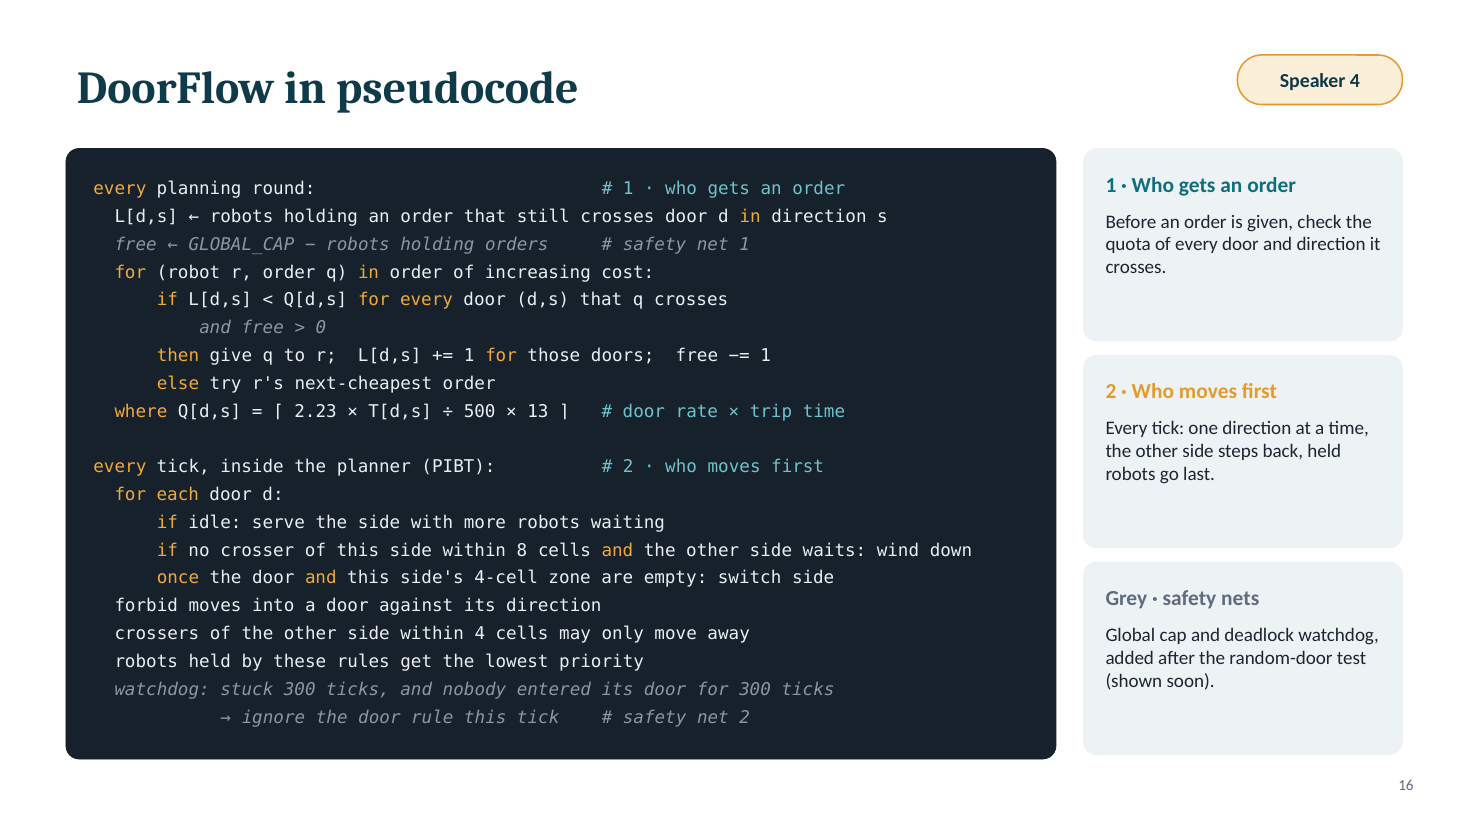 DoorFlow in pseudocode
Speaker 4
every planning round:                           # 1 · who gets an order
  L[d,s] ← robots holding an order that still crosses door d in direction s
  free ← GLOBAL_CAP − robots holding orders     # safety net 1
  for (robot r, order q) in order of increasing cost:
      if L[d,s] < Q[d,s] for every door (d,s) that q crosses
          and free > 0
      then give q to r;  L[d,s] += 1 for those doors;  free −= 1
      else try r's next-cheapest order
  where Q[d,s] = ⌈ 2.23 × T[d,s] ÷ 500 × 13 ⌉   # door rate × trip time
every tick, inside the planner (PIBT):          # 2 · who moves first
  for each door d:
      if idle: serve the side with more robots waiting
      if no crosser of this side within 8 cells and the other side waits: wind down
      once the door and this side's 4-cell zone are empty: switch side
  forbid moves into a door against its direction
  crossers of the other side within 4 cells may only move away
  robots held by these rules get the lowest priority
  watchdog: stuck 300 ticks, and nobody entered its door for 300 ticks
            → ignore the door rule this tick    # safety net 2
1 · Who gets an order
Before an order is given, check the
quota of every door and direction it
crosses.
2 · Who moves first
Every tick: one direction at a time,
the other side steps back, held
robots go last.
Grey · safety nets
Global cap and deadlock watchdog,
added after the random-door test
(shown soon).
16